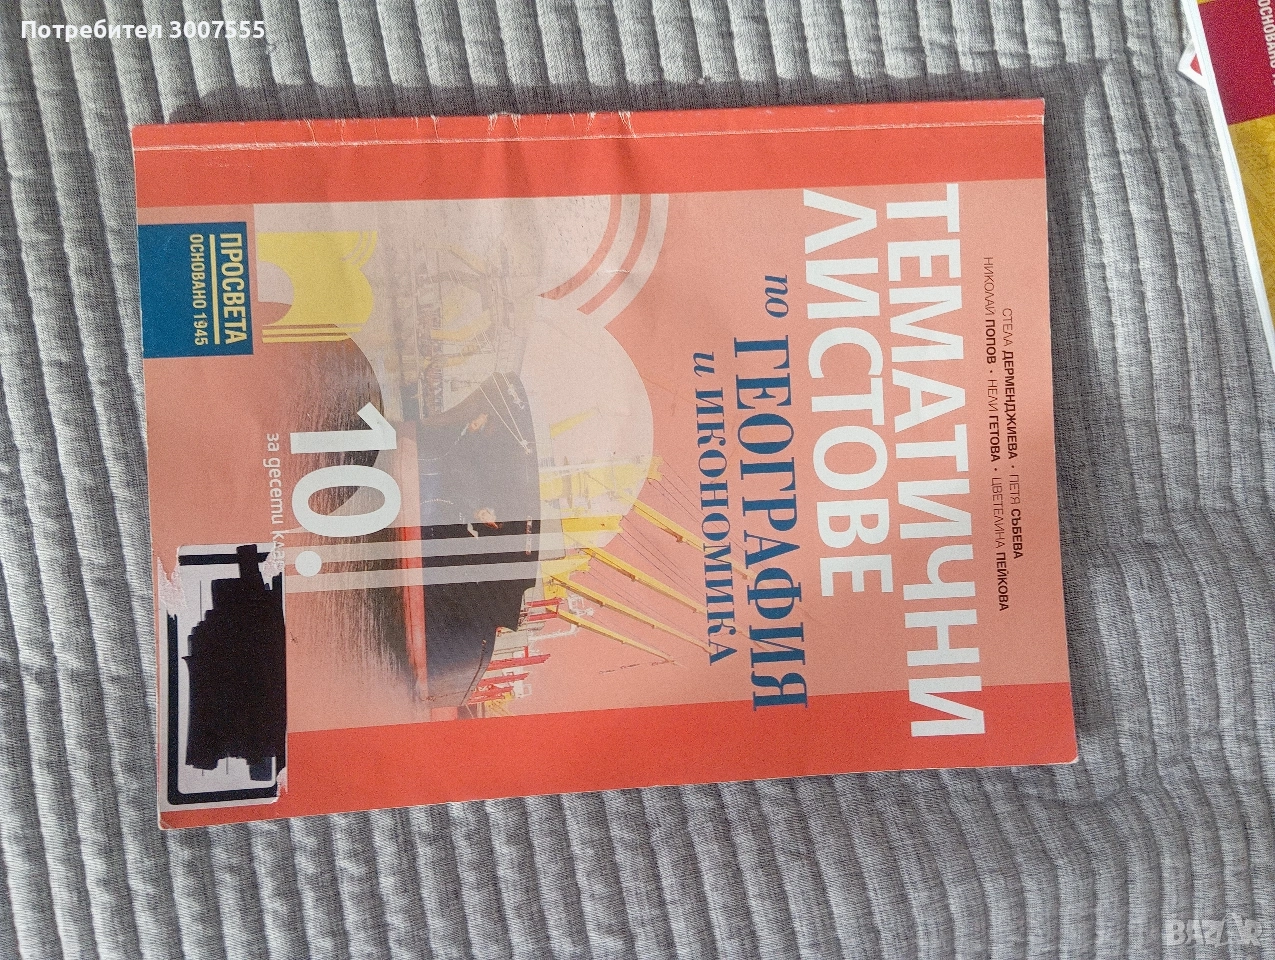 Потребител 3007555
СТЕЛА ДЕРМЕНДЖИЕВА • ПЕТЯ СЪБЕВА
НИКОЛАЙ ПОПОВ • НЕЛИ ГЕТОВА • ЦВЕТЕЛИНА ПЕЙКОВА
ТЕМАТИЧНИ
ЛИСТОВЕ
по ГЕОГРАФИЯ
и ИКОНОМИКА
10.
за десети клас
ПРОСВЕТА
ОСНОВАНО 1945
BAZAR